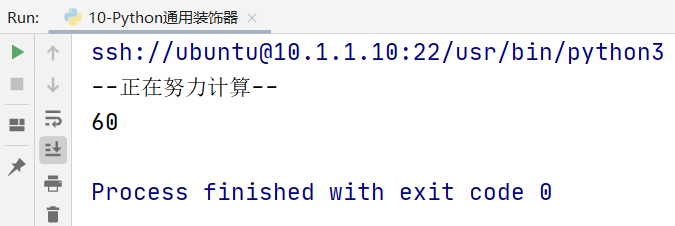 Run: 10-Python通用装饰器
ssh://ubuntu@10.1.1.10:22/usr/bin/python3
--正在努力计算--
60
Process finished with exit code 0